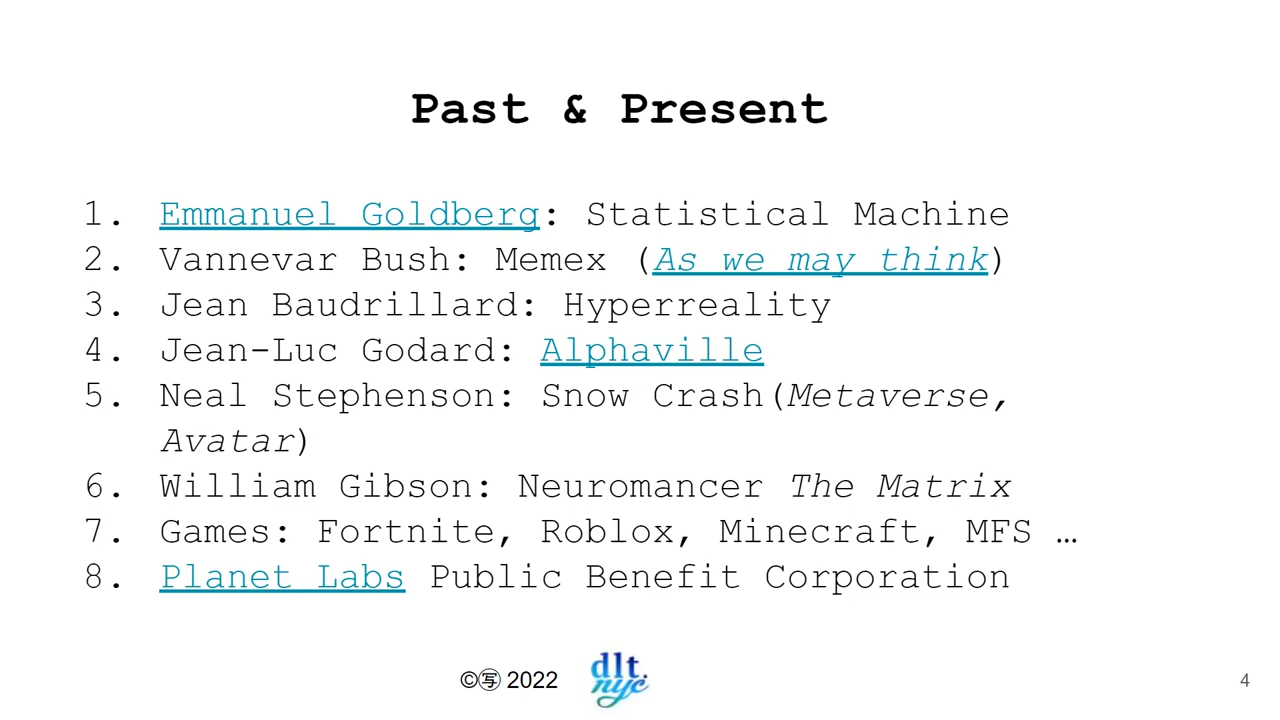 Past & Present
1. Emmanuel Goldberg: Statistical Machine
2. Vannevar Bush: Memex (As we may think)
3. Jean Baudrillard: Hyperreality
4. Jean-Luc Godard: Alphaville
5. Neal Stephenson: Snow Crash(Metaverse,
Avatar)
6. William Gibson: Neuromancer The Matrix
7. Games: Fortnite, Roblox, Minecraft, MFS …
8. Planet Labs Public Benefit Corporation
©㊢ 2022
dlt.
nyc
4